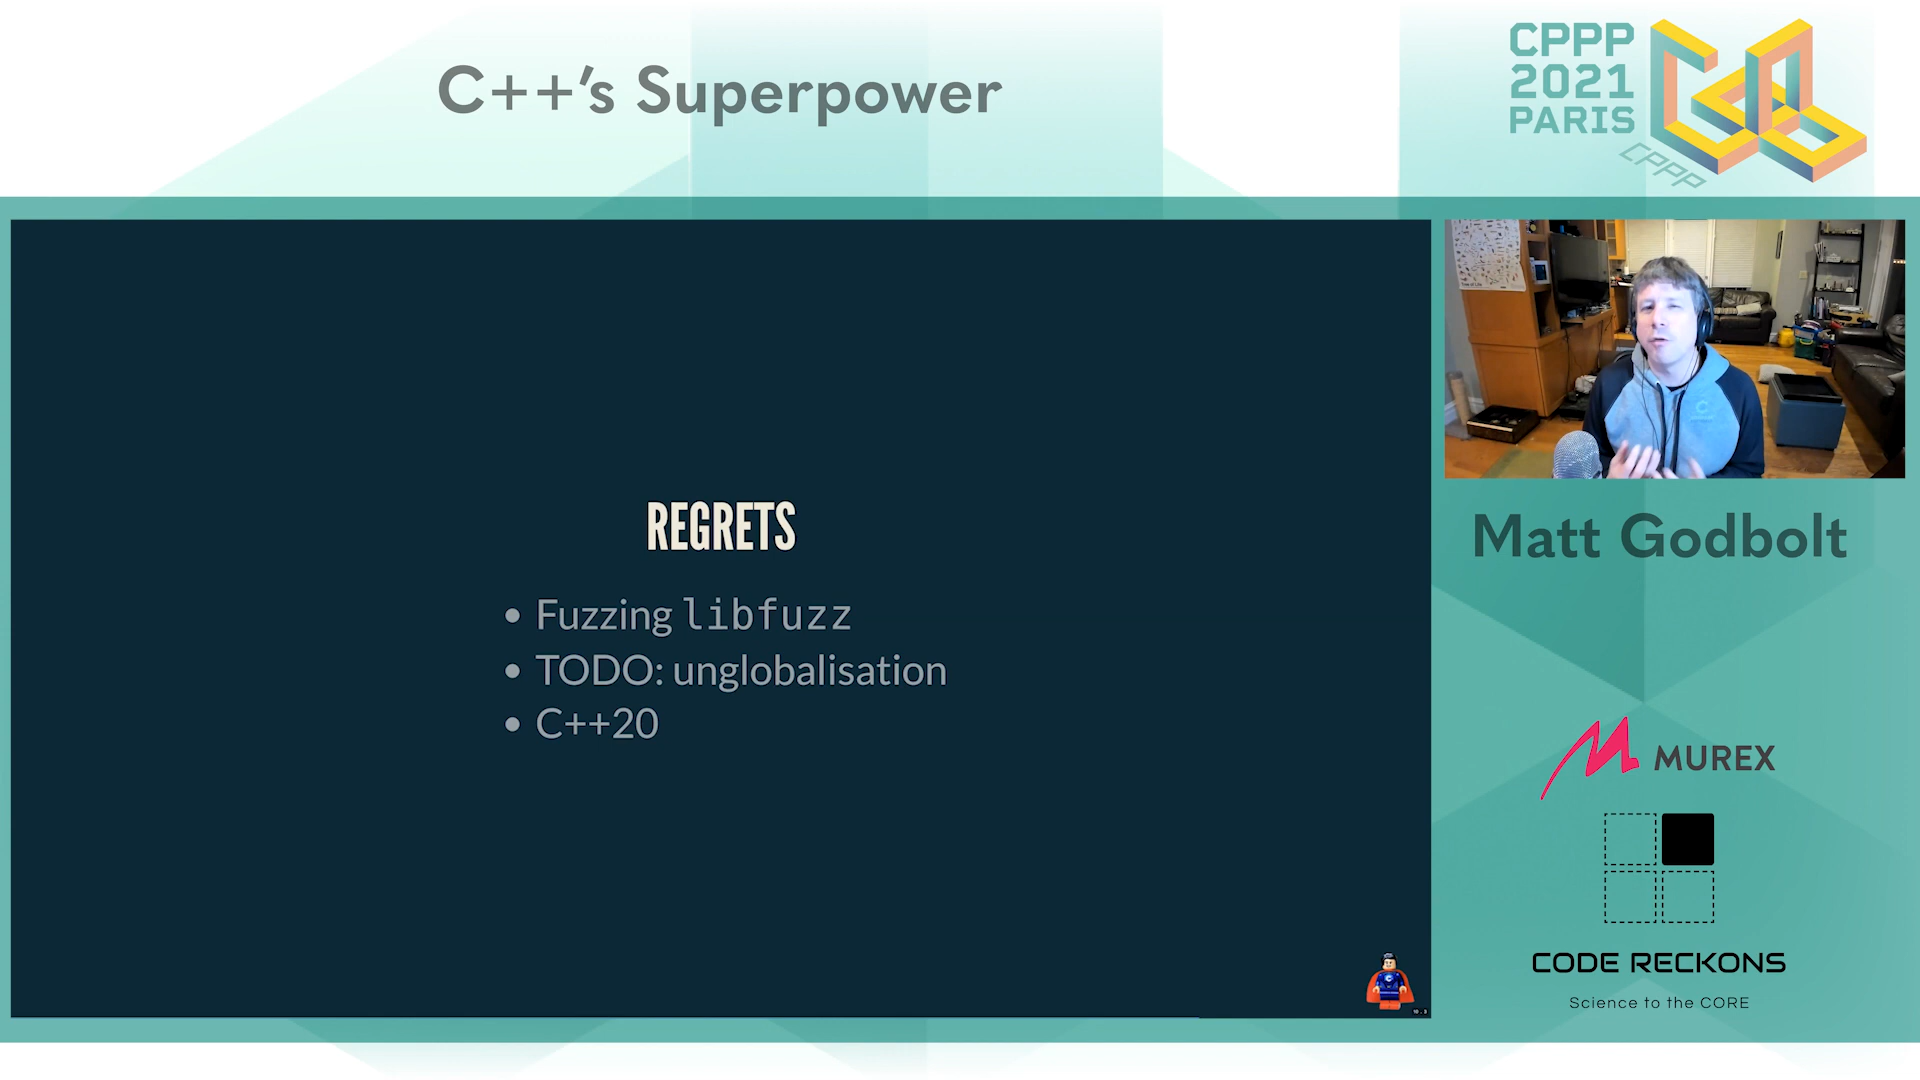 C++'s Superpower
CPPP
2021
PARIS
CPPP
REGRETS
• Fuzzing libfuzz
• TODO: unglobalisation
• C++20
Matt Godbolt
MUREX
CODE RECKONS
Science to the CORE